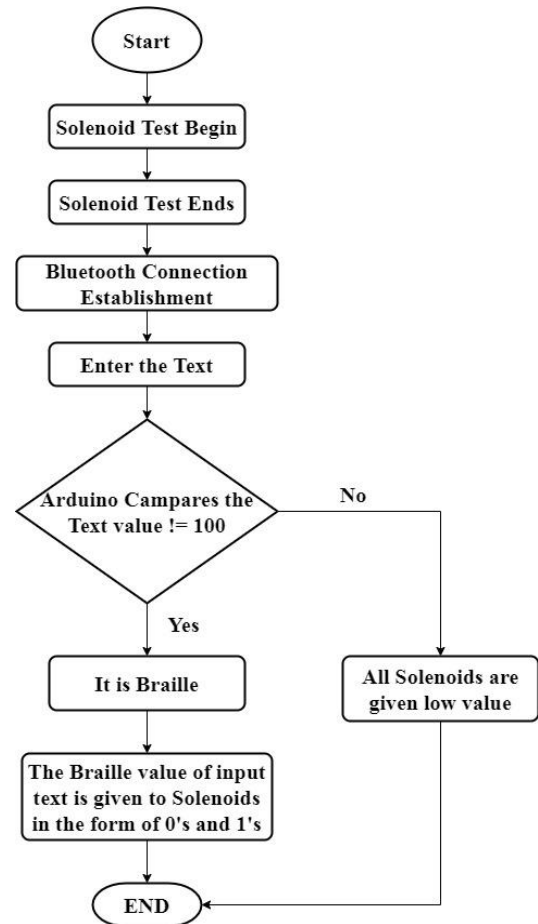 Start
Solenoid Test Begin
Solenoid Test Ends
Bluetooth Connection
Establishment
Enter the Text
Arduino Campares the
Text value != 100
No
Yes
It is Braille
All Solenoids are
given low value
The Braille value of input
text is given to Solenoids
in the form of 0's and 1's
END